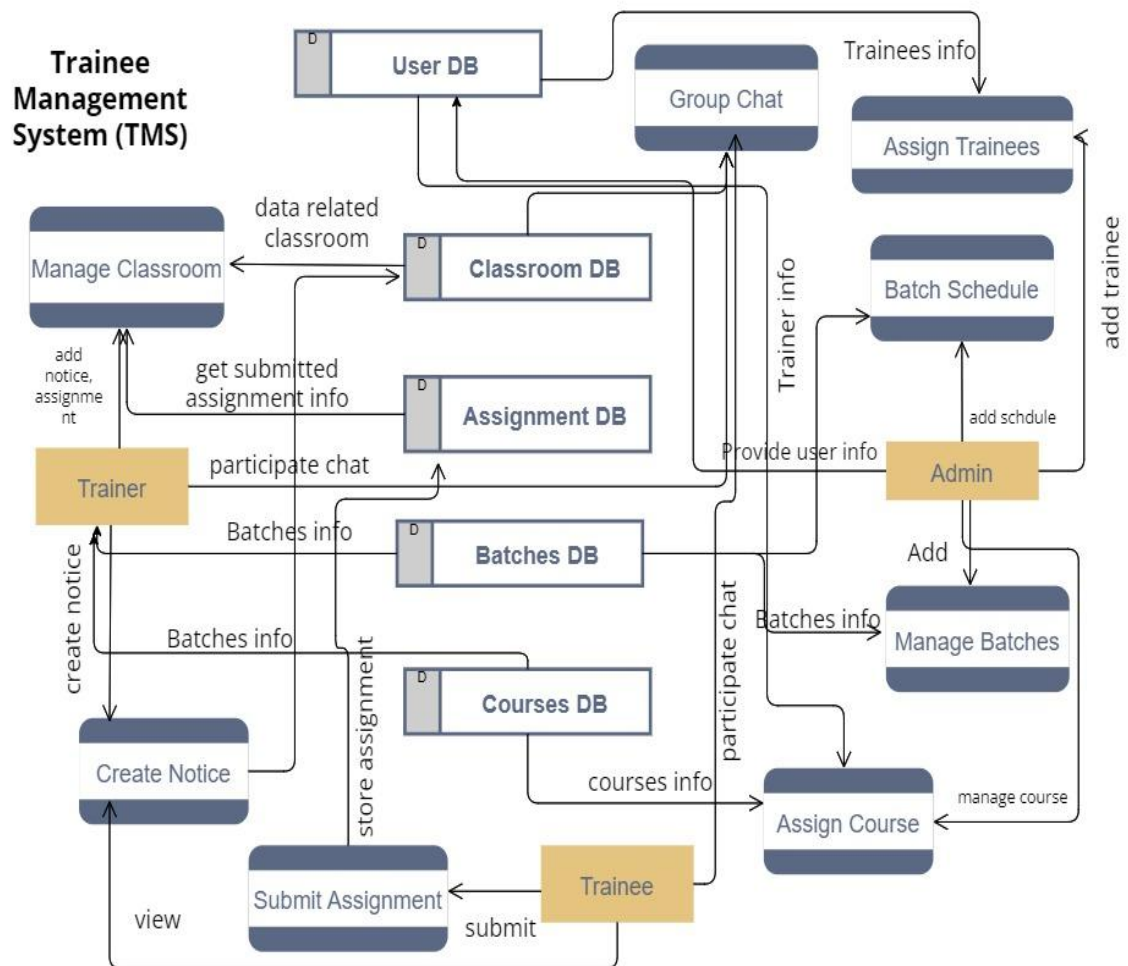 Trainee
Management
System (TMS)
D
User DB
Trainees info
Group Chat
Assign Trainees
data related
classroom
Manage Classroom
D
Classroom DB
Batch Schedule
Trainer info
add trainee
add
notice,
assignme
nt
get submitted
assignment info
D
Assignment DB
add schdule
participate chat
Provide user info
Trainer
Admin
Batches info
D
Batches DB
Add
create notice
Batches info
Batches info
Manage Batches
participate chat
D
Courses DB
store assignment
Create Notice
courses info
manage course
Assign Course
Trainee
Submit Assignment
view
submit